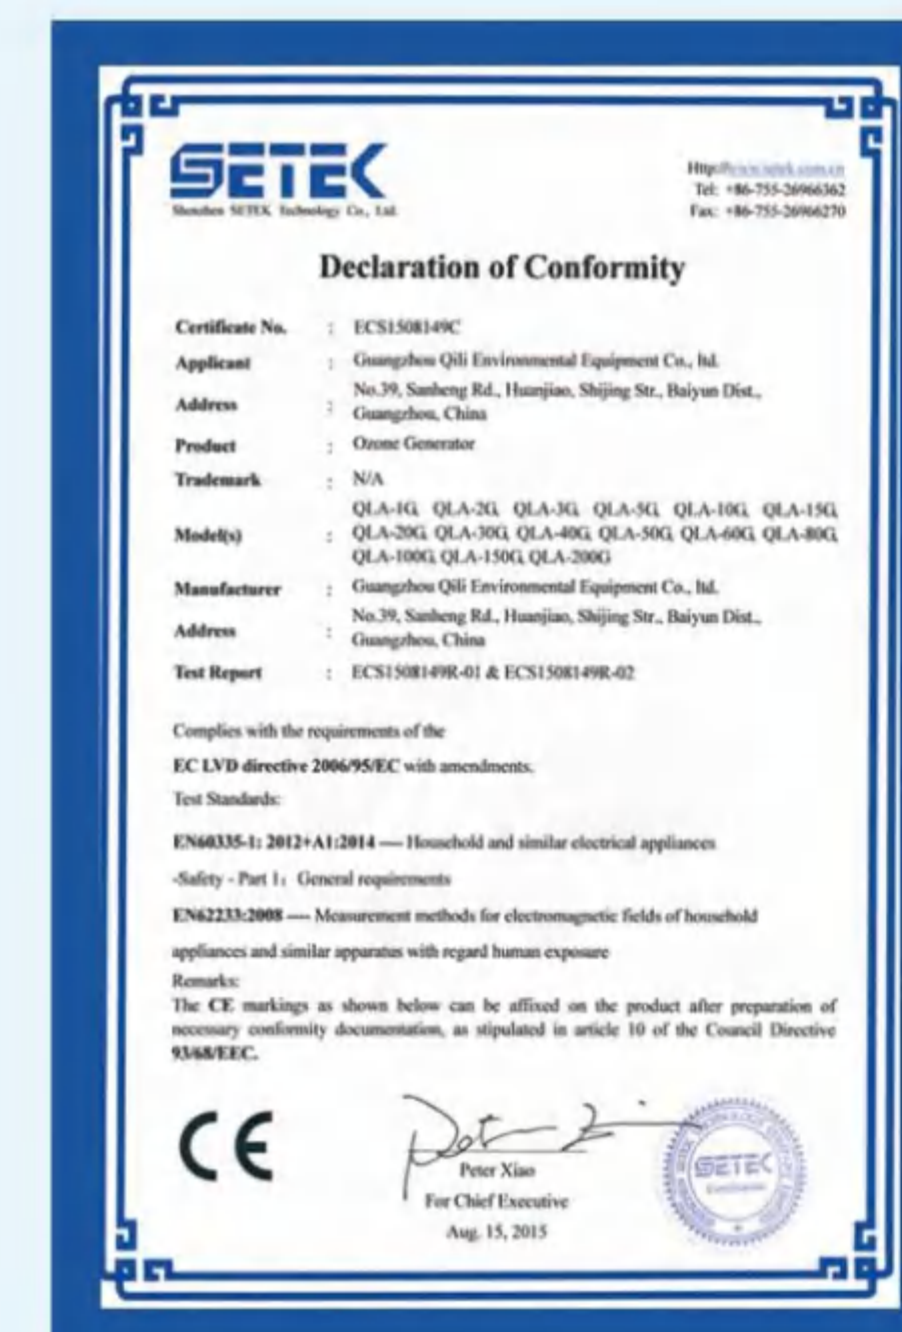 SETEK
Shenzhen SETEK Technology Co., Ltd.
Http://www.setek.com.cn
Tel: +86-755-26966362
Fax: +86-755-26966270
Declaration of Conformity
Certificate No. : ECS1508149C
Applicant : Guangzhou Qili Environmental Equipment Co., ltd.
Address : No.39, Sanheng Rd., Huanjiao, Shijing Str., Baiyun Dist.,
Guangzhou, China
Product : Ozone Generator
Trademark : N/A
Model(s) : QLA-1G, QLA-2G, QLA-3G, QLA-5G, QLA-10G, QLA-15G,
QLA-20G, QLA-30G, QLA-40G, QLA-50G, QLA-60G, QLA-80G,
QLA-100G, QLA-150G, QLA-200G
Manufacturer : Guangzhou Qili Environmental Equipment Co., ltd.
Address : No.39, Sanheng Rd., Huanjiao, Shijing Str., Baiyun Dist.,
Guangzhou, China
Test Report : ECS1508149R-01 & ECS1508149R-02
Complies with the requirements of the
EC LVD directive 2006/95/EC with amendments.
Test Standards:
EN60335-1: 2012+A1:2014 ---- Household and similar electrical appliances
-Safety - Part 1: General requirements
EN62233:2008 ---- Measurement methods for electromagnetic fields of household
appliances and similar apparatus with regard human exposure
Remarks:
The CE markings as shown below can be affixed on the product after preparation of
necessary conformity documentation, as stipulated in article 10 of the Council Directive
93/68/EEC.
CE
Peter Xiao
For Chief Executive
Aug. 15, 2015
SETEK